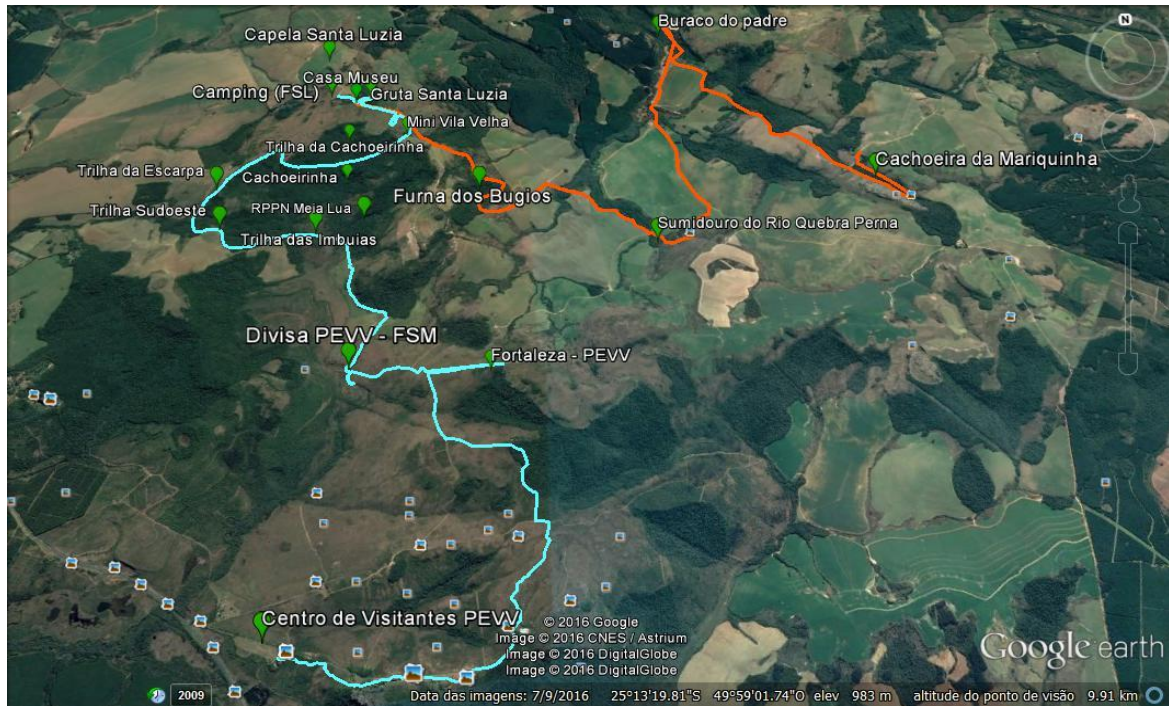 Buraco do padre
N
Capela Santa Luzia
Casa Museu
Camping (FSL)
Gruta Santa Luzia
Mini Vila Velha
Trilha da Cachoeirinha
Cachoeira da Mariquinha
Trilha da Escarpa
Cachoeirinha
Furna dos Bugios
Trilha Sudoeste
RPPN Meia Lua
Sumidouro do Rio Quebra Perna
Trilha das Imbuias
Divisa PEVV - FSM
Fortaleza - PEVV
Centro de Visitantes PEVV
© 2016 Google
Image © 2016 CNES / Astrium
Image © 2016 DigitalGlobe
Image © 2016 DigitalGlobe
Google earth
2009
Data das imagens: 7/9/2016 25°13'19.81"S 49°59'01.74"O elev 983 m altitude do ponto de visão 9.91 km